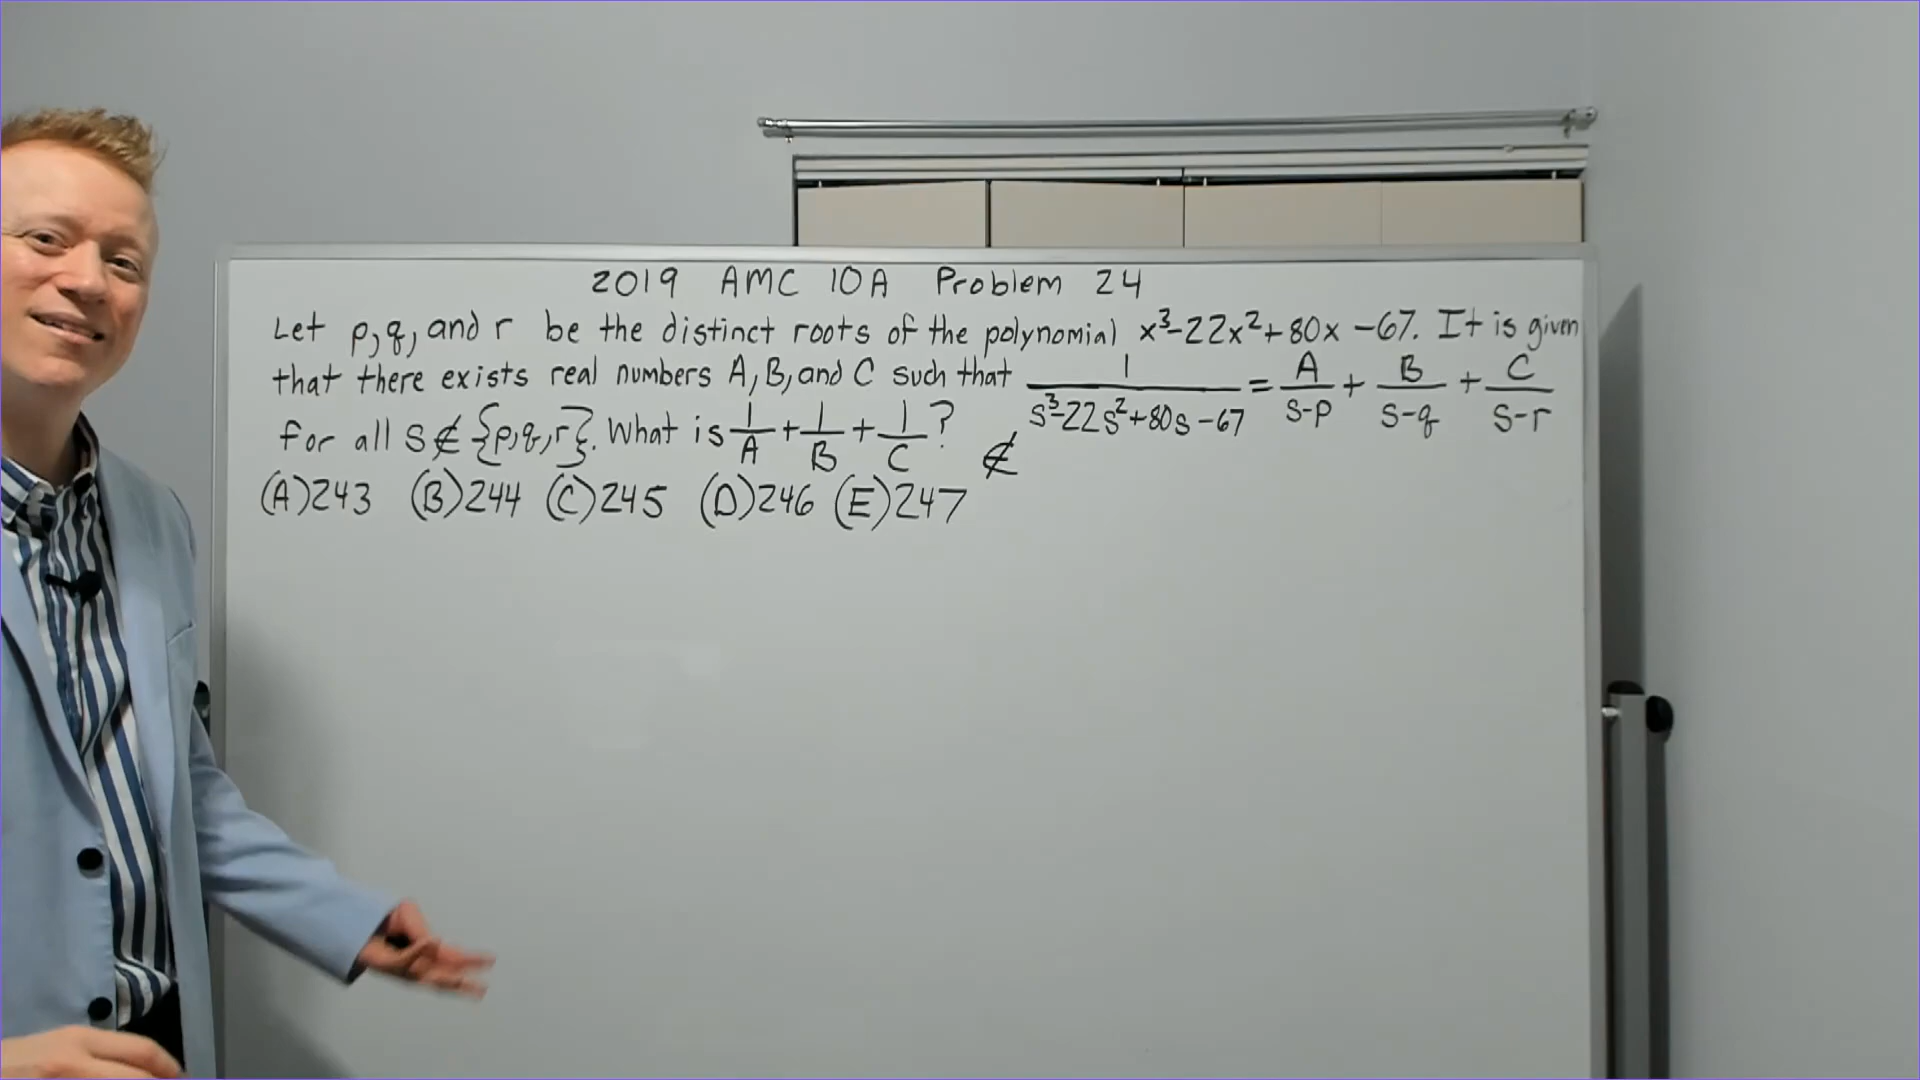 2019 AMC 10A Problem 24
Let p,q, and r be the distinct roots of the polynomial x³-22x²+80x-67. It is given
that there exists real numbers A, B, and C such that 1/(s³-22s²+80s-67) = A/(s-p) + B/(s-q) + C/(s-r)
for all s∉{p,q,r}. What is 1/A + 1/B + 1/C? ∉
(A)243 (B)244 (C)245 (D)246 (E)247